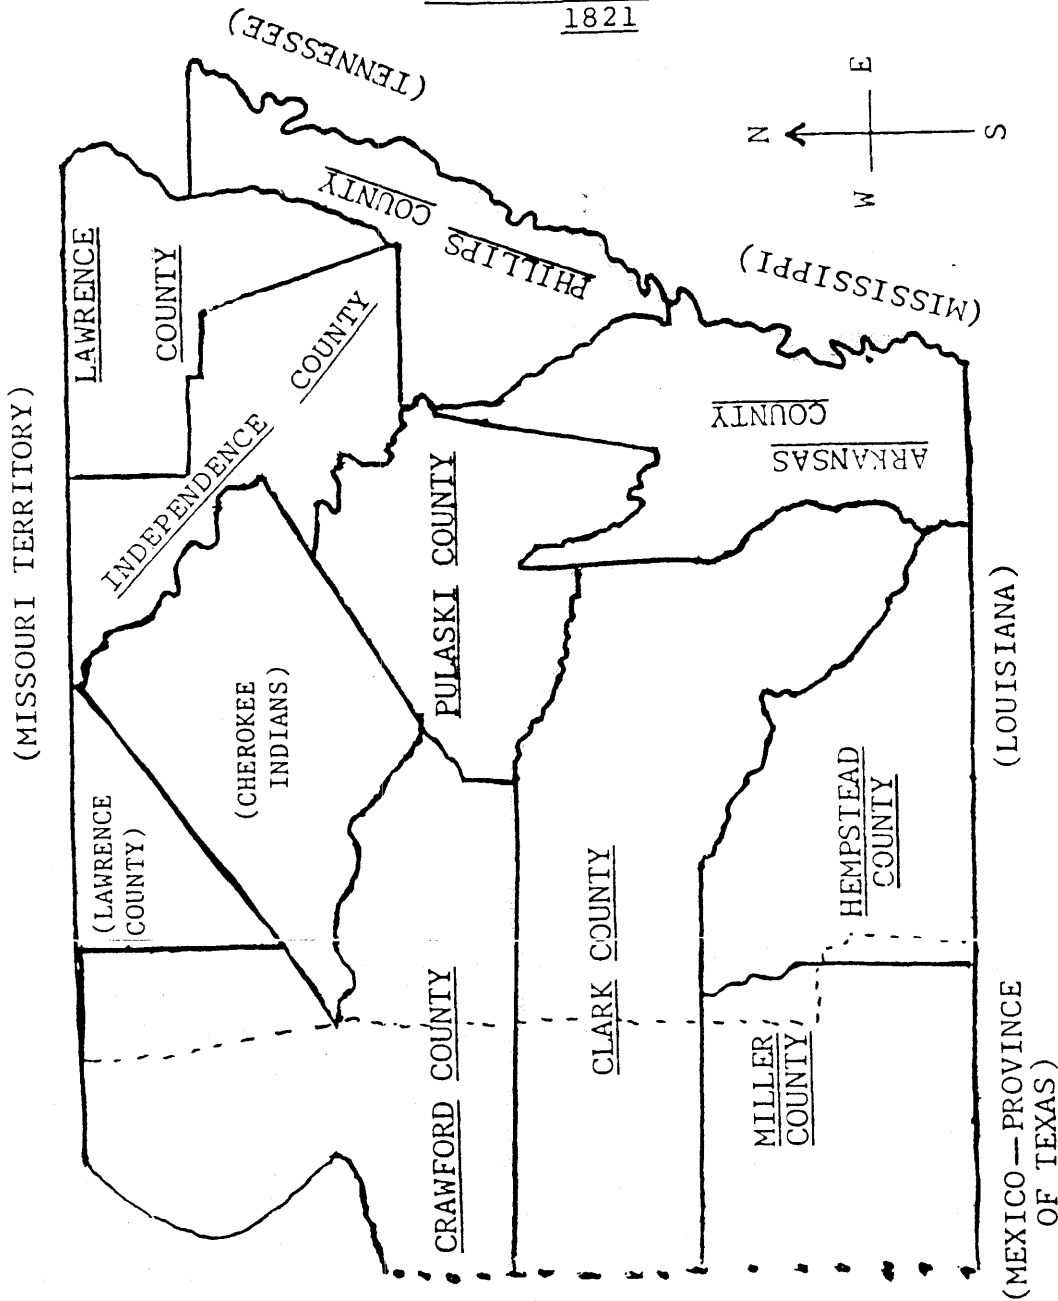 1821
(TENNESSEE)
N
E
W
S
LAWRENCE
COUNTY
PHILLIPS
COUNTY
(MISSISSIPPI)
(MISSOURI TERRITORY)
INDEPENDENCE
COUNTY
ARKANSAS
COUNTY
PULASKI COUNTY
(CHEROKEE
INDIANS)
(LAWRENCE
COUNTY)
(LOUISIANA)
HEMPSTEAD
COUNTY
CLARK COUNTY
CRAWFORD COUNTY
MILLER
COUNTY
(MEXICO—PROVINCE
OF TEXAS)